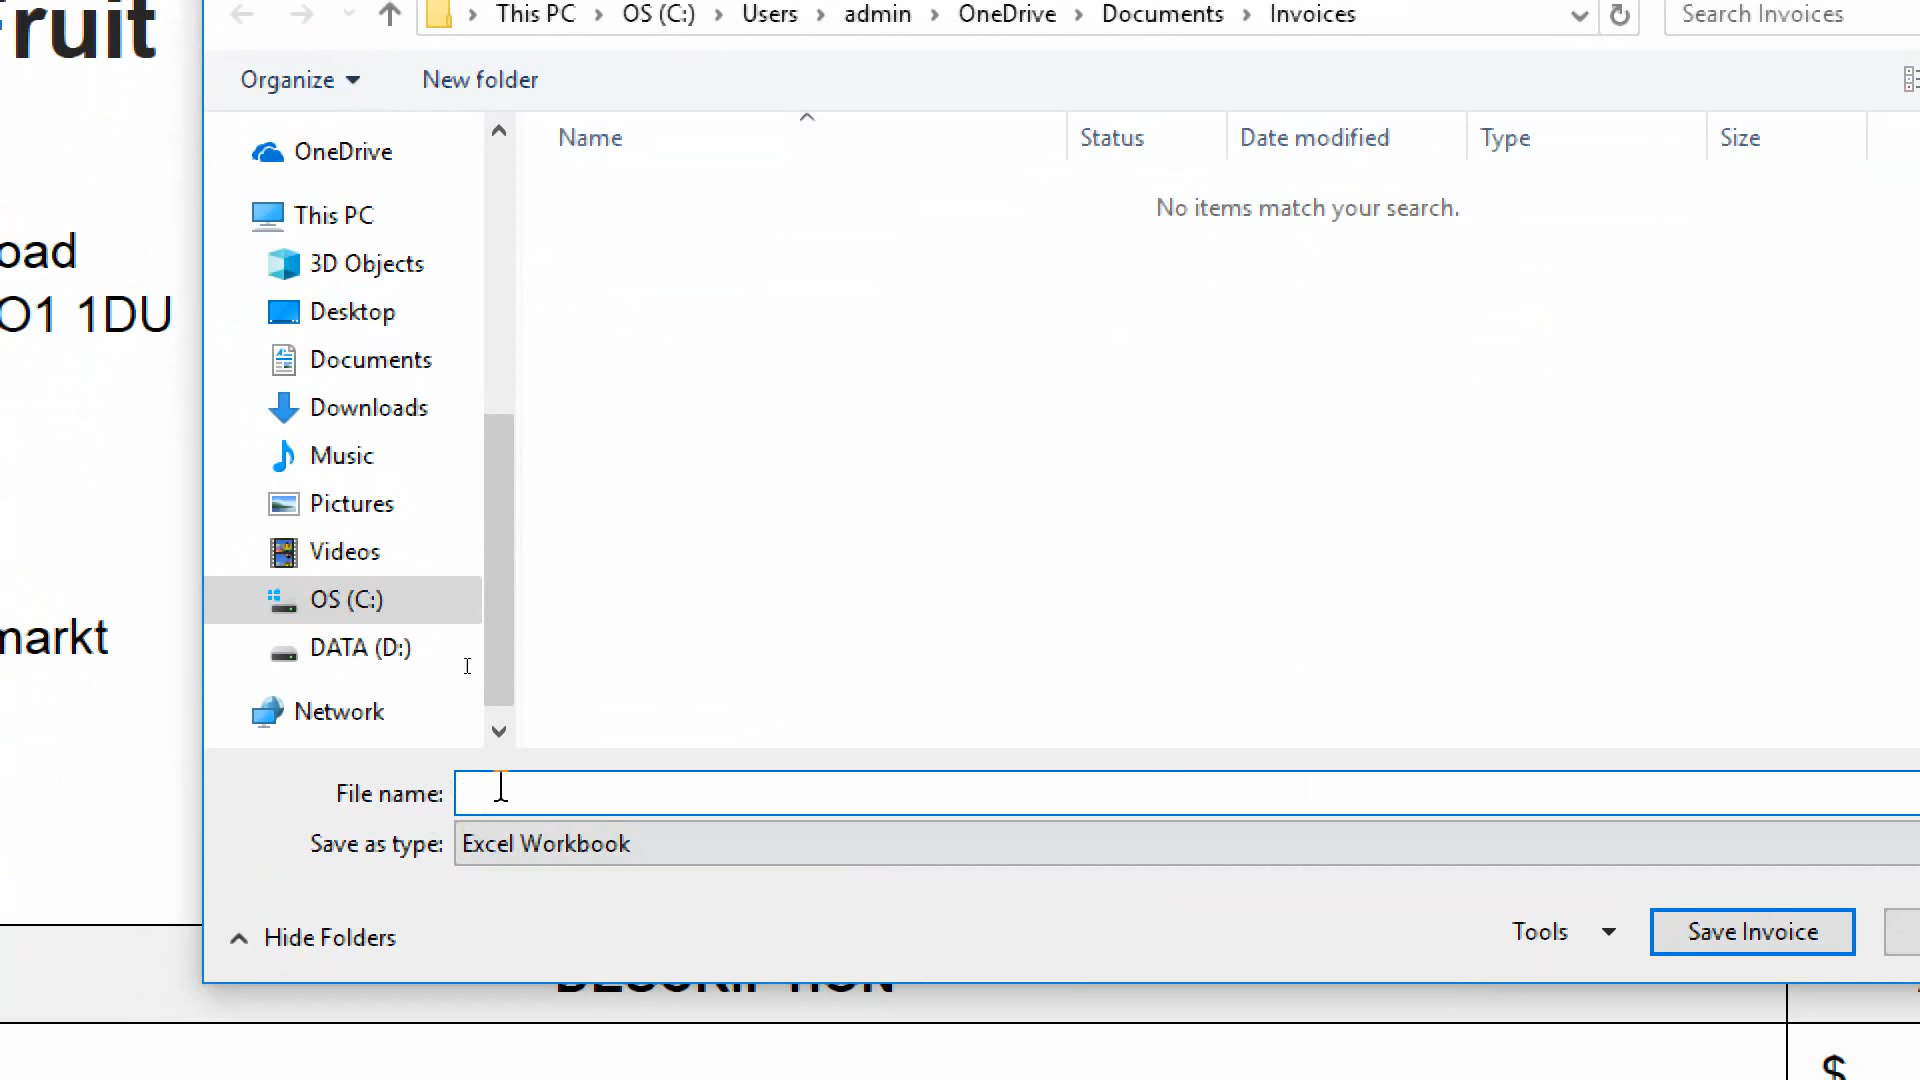 ruit
This PC > OS (C:) > Users > admin > OneDrive > Documents > Invoices
Search Invoices
Organize
New folder
Name
Status
Date modified
Type
Size
No items match your search.
OneDrive
This PC
3D Objects
Desktop
Documents
Downloads
Music
Pictures
Videos
OS (C:)
DATA (D:)
Network
oad
O1 1DU
markt
File name:
Save as type:
Excel Workbook
Hide Folders
Tools
Save Invoice
DESCRIPTION
$